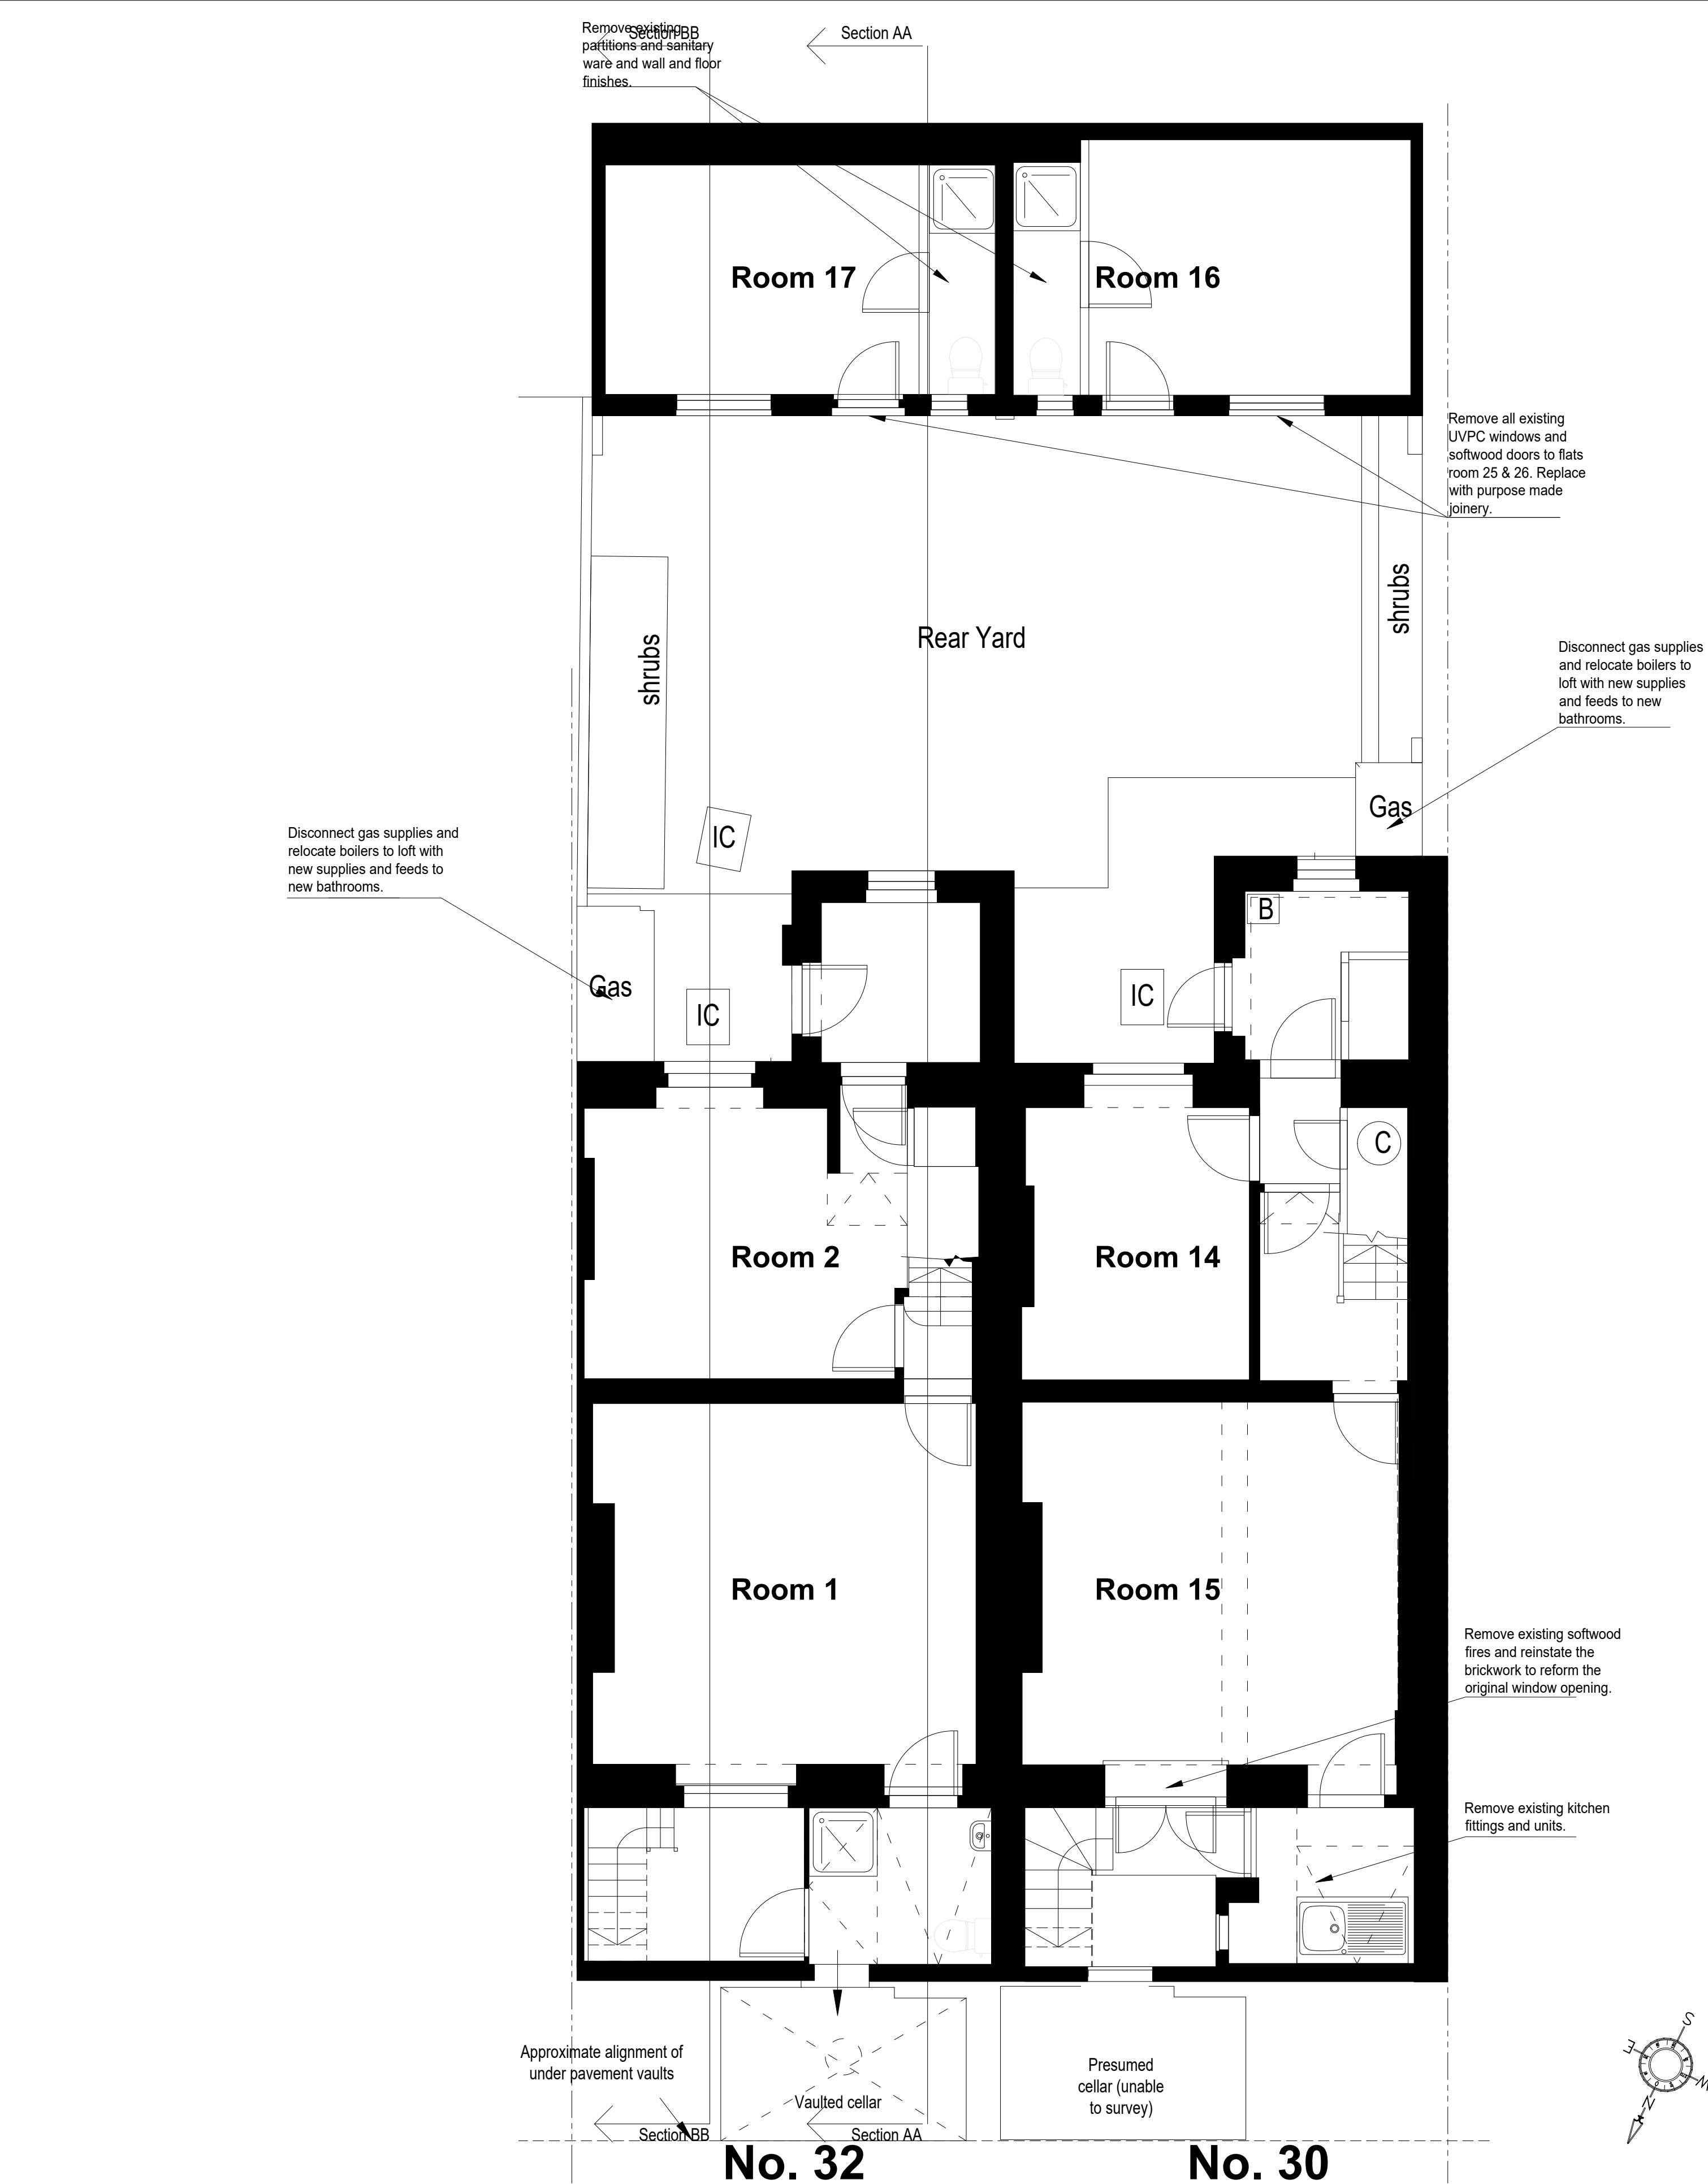 Remove existing
partitions and sanitary
ware and wall and floor
finishes.
Section BB
Section AA
Room 17
Room 16
Remove all existing
UVPC windows and
softwood doors to flats
room 25 & 26. Replace
with purpose made
joinery.
shrubs
shrubs
Rear Yard
Disconnect gas supplies
and relocate boilers to
loft with new supplies
and feeds to new
bathrooms.
Gas
IC
Disconnect gas supplies and
relocate boilers to loft with
new supplies and feeds to
new bathrooms.
B
Gas
IC
IC
C
Room 2
Room 14
Room 1
Room 15
Remove existing softwood
fires and reinstate the
brickwork to reform the
original window opening.
Remove existing kitchen
fittings and units.
Approximate alignment of
under pavement vaults
Vaulted cellar
Presumed
cellar (unable
to survey)
Section BB
Section AA
S
E
W
N
No. 32
No. 30